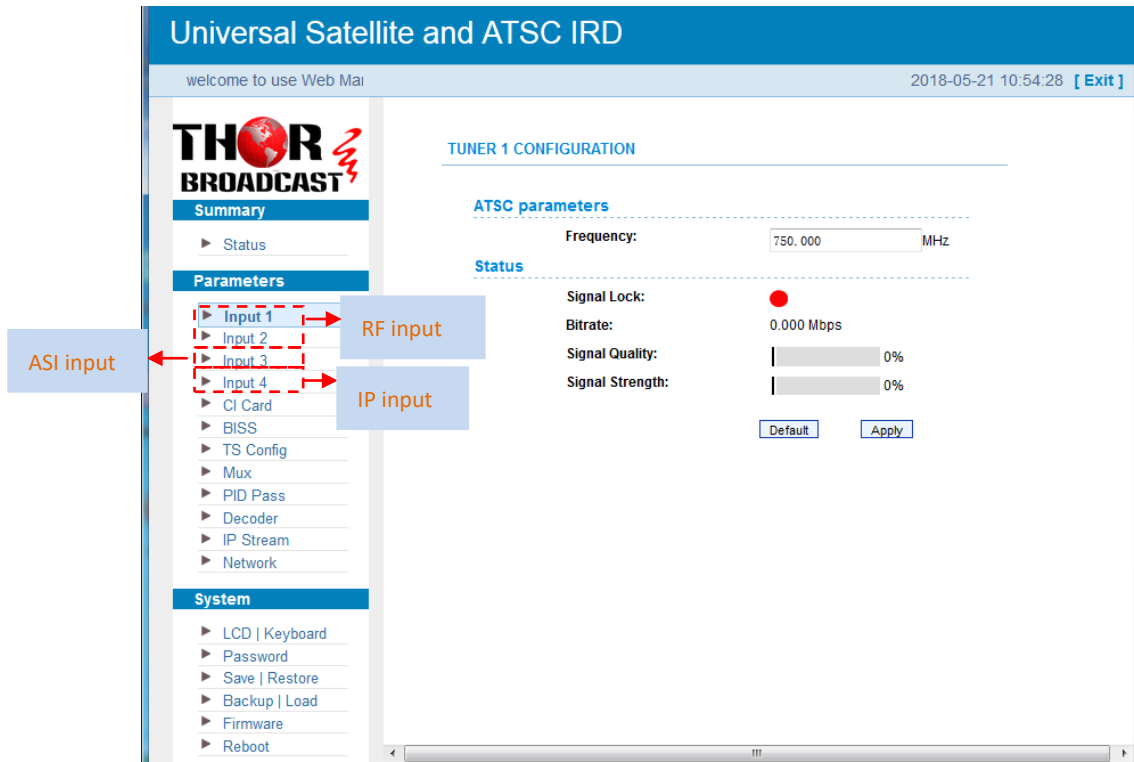 Universal Satellite and ATSC IRD
welcome to use Web Mai
2018-05-21 10:54:28 [ Exit ]
THOR
BROADCAST
Summary
Status
Parameters
Input 1
Input 2
Input 3
Input 4
CI Card
BISS
TS Config
Mux
PID Pass
Decoder
IP Stream
Network
System
LCD | Keyboard
Password
Save | Restore
Backup | Load
Firmware
Reboot
ASI input
RF input
IP input
TUNER 1 CONFIGURATION
ATSC parameters
Frequency: 750.000 MHz
Status
Signal Lock:
Bitrate: 0.000 Mbps
Signal Quality: 0%
Signal Strength: 0%
Default Apply